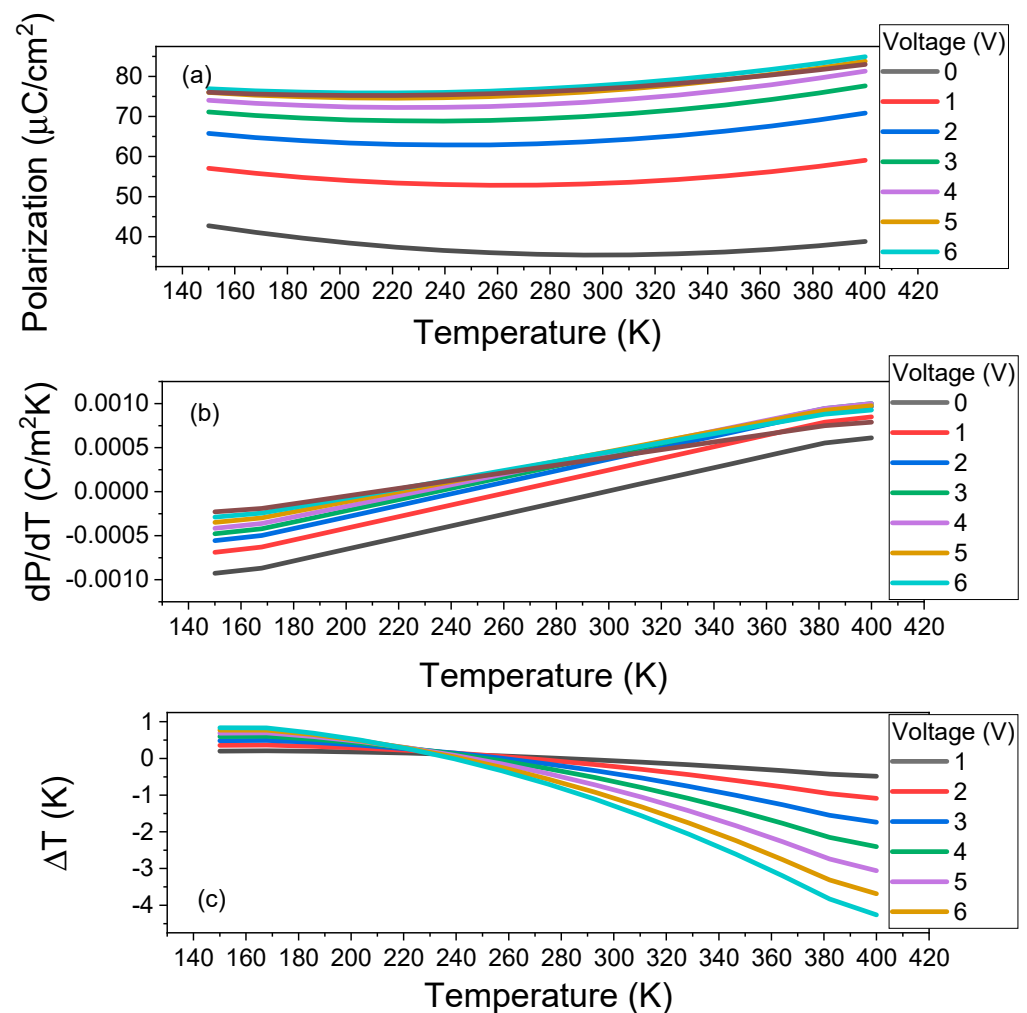 (a)
Polarization (μC/cm²)
80
70
60
50
40
140 160 180 200 220 240 260 280 300 320 340 360 380 400 420
Temperature (K)
Voltage (V)
0
1
2
3
4
5
6
(b)
dP/dT (C/m²K)
0.0010
0.0005
0.0000
-0.0005
-0.0010
140 160 180 200 220 240 260 280 300 320 340 360 380 400 420
Temperature (K)
Voltage (V)
0
1
2
3
4
5
6
ΔT (K)
1
0
-1
-2
-3
-4
(c)
140 160 180 200 220 240 260 280 300 320 340 360 380 400 420
Temperature (K)
Voltage (V)
1
2
3
4
5
6